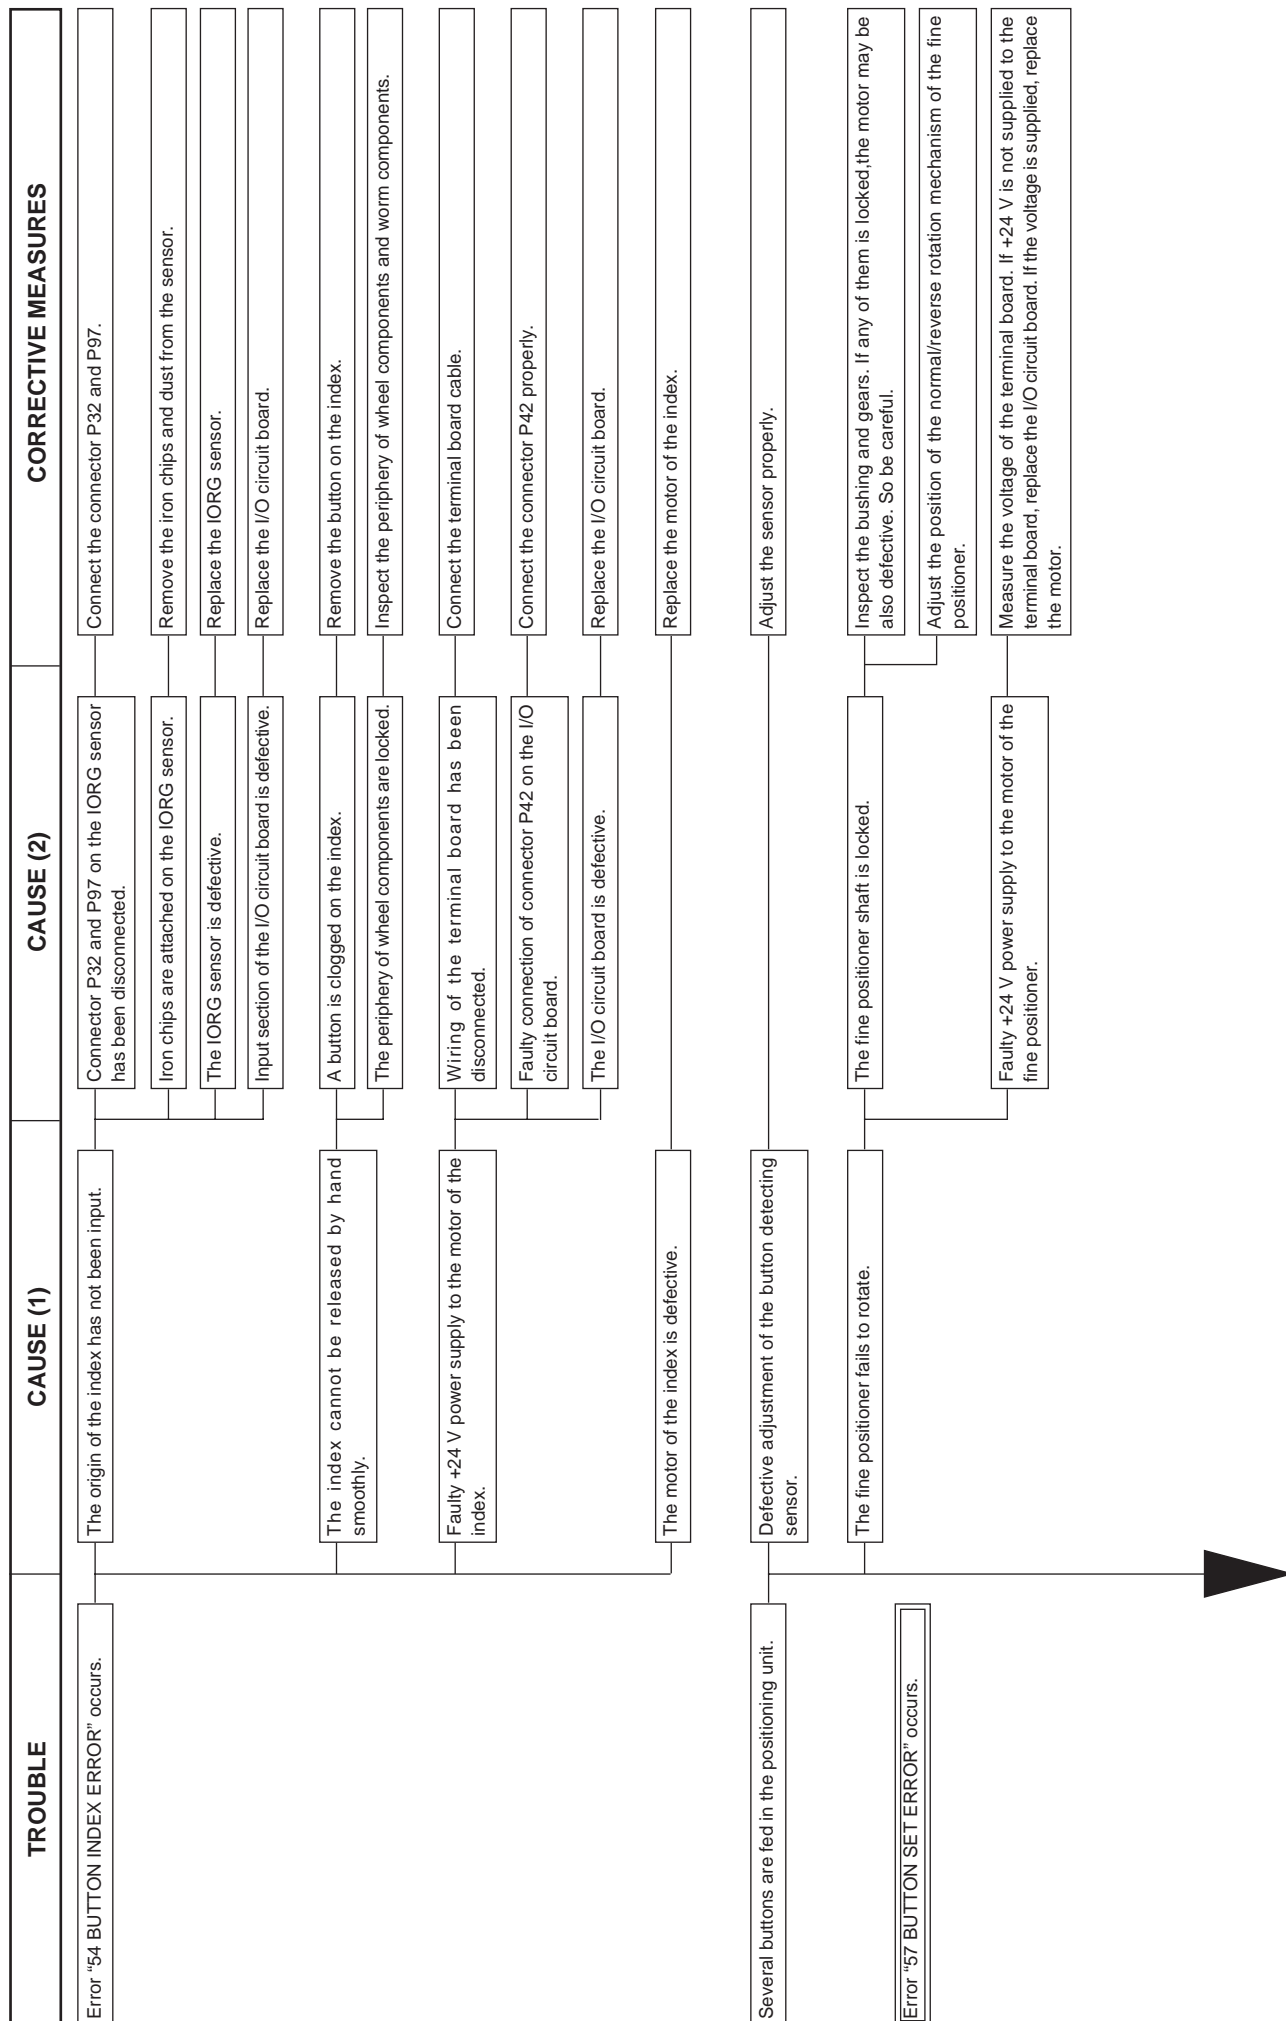 TROUBLE
CAUSE (1)
CAUSE (2)
CORRECTIVE MEASURES
Error “54 BUTTON INDEX ERROR” occurs.
The origin of the index has not been input.
Connector P32 and P97 on the IORG sensor
has been disconnected.
Connect the connector P32 and P97.
Iron chips are attached on the IORG sensor.
Remove the iron chips and dust from the sensor.
The IORG sensor is defective.
Replace the IORG sensor.
Input section of the I/O circuit board is defective.
Replace the I/O circuit board.
The index cannot be released by hand
smoothly.
A button is clogged on the index.
Remove the button on the index.
The periphery of wheel components are locked.
Inspect the periphery of wheel components and worm components.
Faulty +24 V power supply to the motor of the
index.
Wiring of the terminal board has been
disconnected.
Connect the terminal board cable.
Faulty connection of connector P42 on the I/O
circuit board.
Connect the connector P42 properly.
The I/O circuit board is defective.
Replace the I/O circuit board.
The motor of the index is defective.
Replace the motor of the index.
Several buttons are fed in the positioning unit.
Defective adjustment of the button detecting
sensor.
Adjust the sensor properly.
The fine positioner fails to rotate.
The fine positioner shaft is locked.
Inspect the bushing and gears. If any of them is locked,the motor may be
also defective. So be careful.
Error “57 BUTTON SET ERROR” occurs.
Adjust the position of the normal/reverse rotation mechanism of the fine
positioner.
Faulty +24 V power supply to the motor of the
fine positioner.
Measure the voltage of the terminal board. If +24 V is not supplied to the
terminal board, replace the I/O circuit board. If the voltage is supplied, replace
the motor.